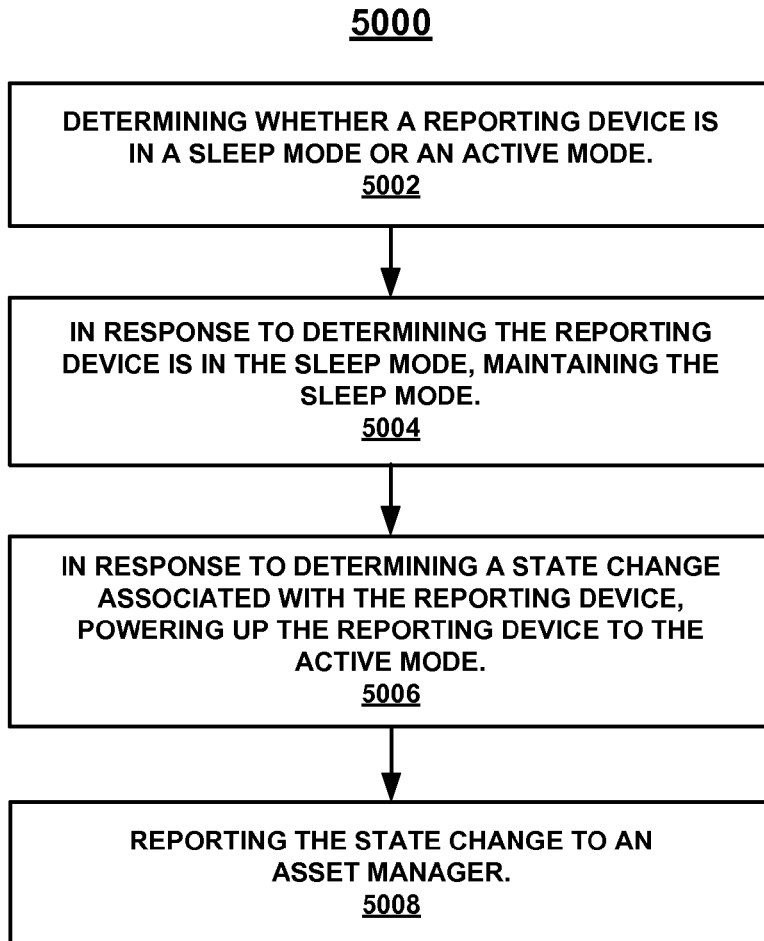 5000
DETERMINING WHETHER A REPORTING DEVICE IS
IN A SLEEP MODE OR AN ACTIVE MODE.
5002
IN RESPONSE TO DETERMINING THE REPORTING
DEVICE IS IN THE SLEEP MODE, MAINTAINING THE
SLEEP MODE.
5004
IN RESPONSE TO DETERMINING A STATE CHANGE
ASSOCIATED WITH THE REPORTING DEVICE,
POWERING UP THE REPORTING DEVICE TO THE
ACTIVE MODE.
5006
REPORTING THE STATE CHANGE TO AN
ASSET MANAGER.
5008